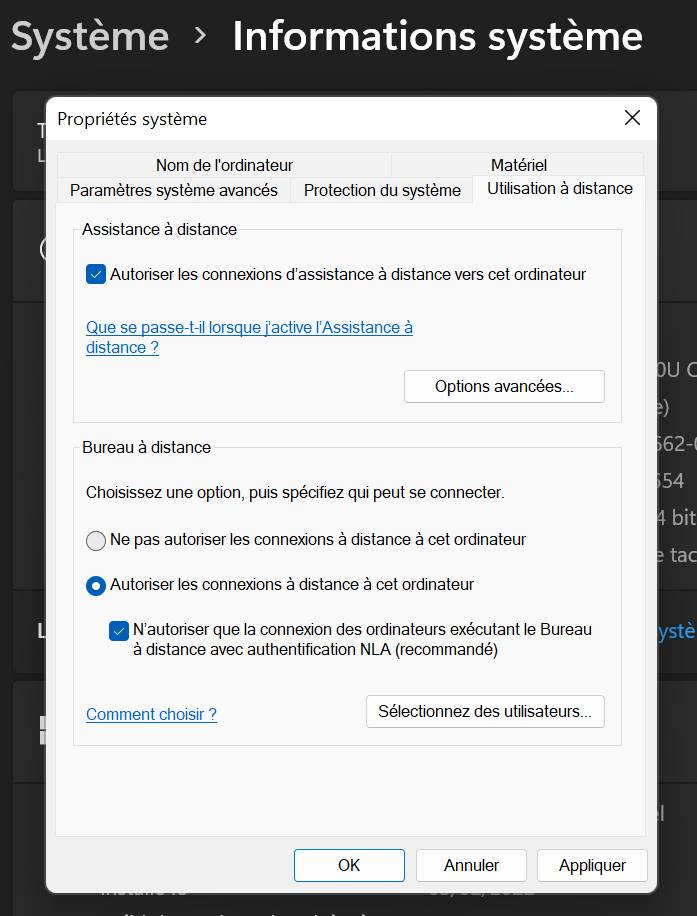 Système > Informations système
Propriétés système
Nom de l'ordinateur
Matériel
Paramètres système avancés
Protection du système
Utilisation à distance
Assistance à distance
Autoriser les connexions d’assistance à distance vers cet ordinateur
Que se passe-t-il lorsque j’active l’Assistance à
distance ?
Options avancées...
Bureau à distance
Choisissez une option, puis spécifiez qui peut se connecter.
Ne pas autoriser les connexions à distance à cet ordinateur
Autoriser les connexions à distance à cet ordinateur
N’autoriser que la connexion des ordinateurs exécutant le Bureau
à distance avec authentification NLA (recommandé)
Comment choisir ?
Sélectionnez des utilisateurs...
OK
Annuler
Appliquer